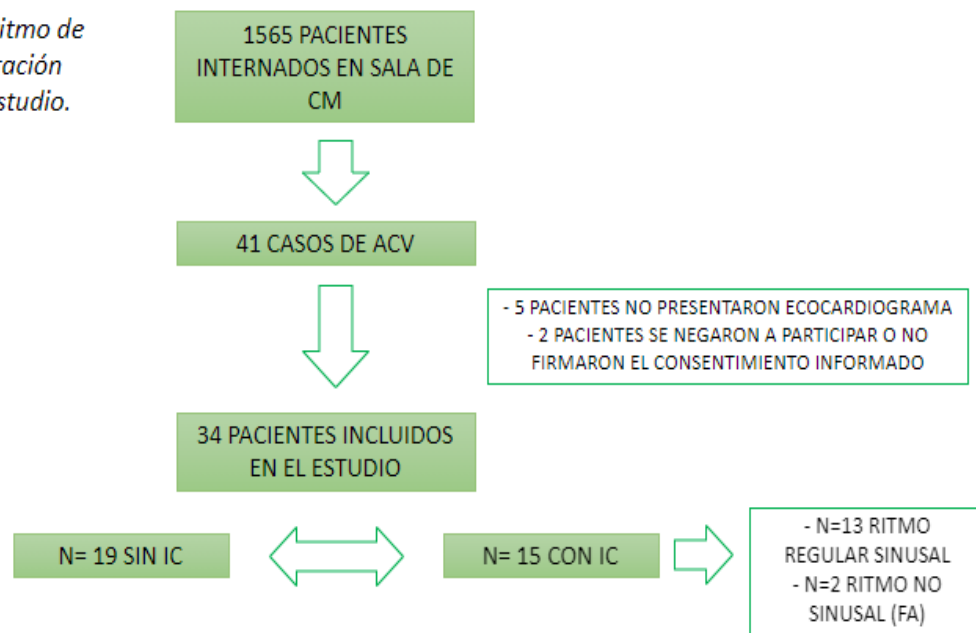 itmo de
ación
studio.
1565 PACIENTES
INTERNADOS EN SALA DE
CM
41 CASOS DE ACV
- 5 PACIENTES NO PRESENTARON ECOCARDIOGRAMA
- 2 PACIENTES SE NEGARON A PARTICIPAR O NO
FIRMARON EL CONSENTIMIENTO INFORMADO
34 PACIENTES INCLUIDOS
EN EL ESTUDIO
N= 19 SIN IC
N= 15 CON IC
- N=13 RITMO
REGULAR SINUSAL
- N=2 RITMO NO
SINUSAL (FA)